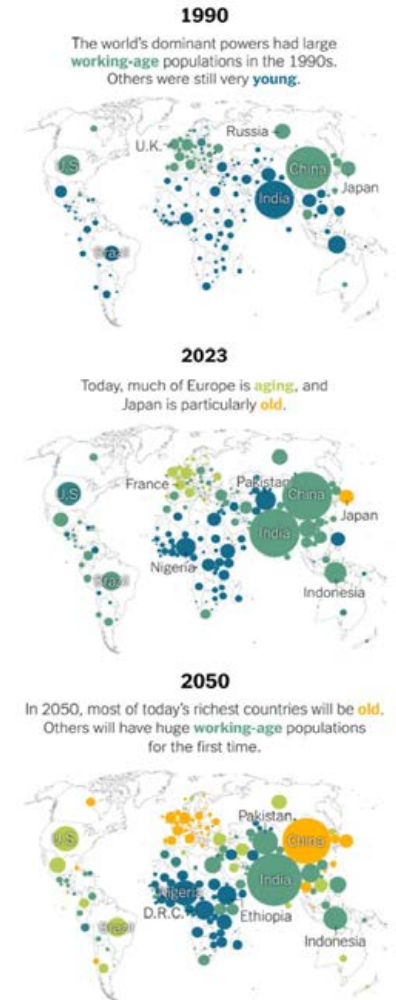 1990
The world's dominant powers had large
working-age populations in the 1990s.
Others were still very young.
Russia
U.K.
U.S
China
Japan
India
Brazil
2023
Today, much of Europe is aging, and
Japan is particularly old.
France
Pakistan
U.S
China
Japan
India
Nigeria
Brazil
Indonesia
2050
In 2050, most of today's richest countries will be old.
Others will have huge working-age populations
for the first time.
Pakistan
U.S
China
India
Nigeria
D.R.C.
Ethiopia
Brazil
Indonesia